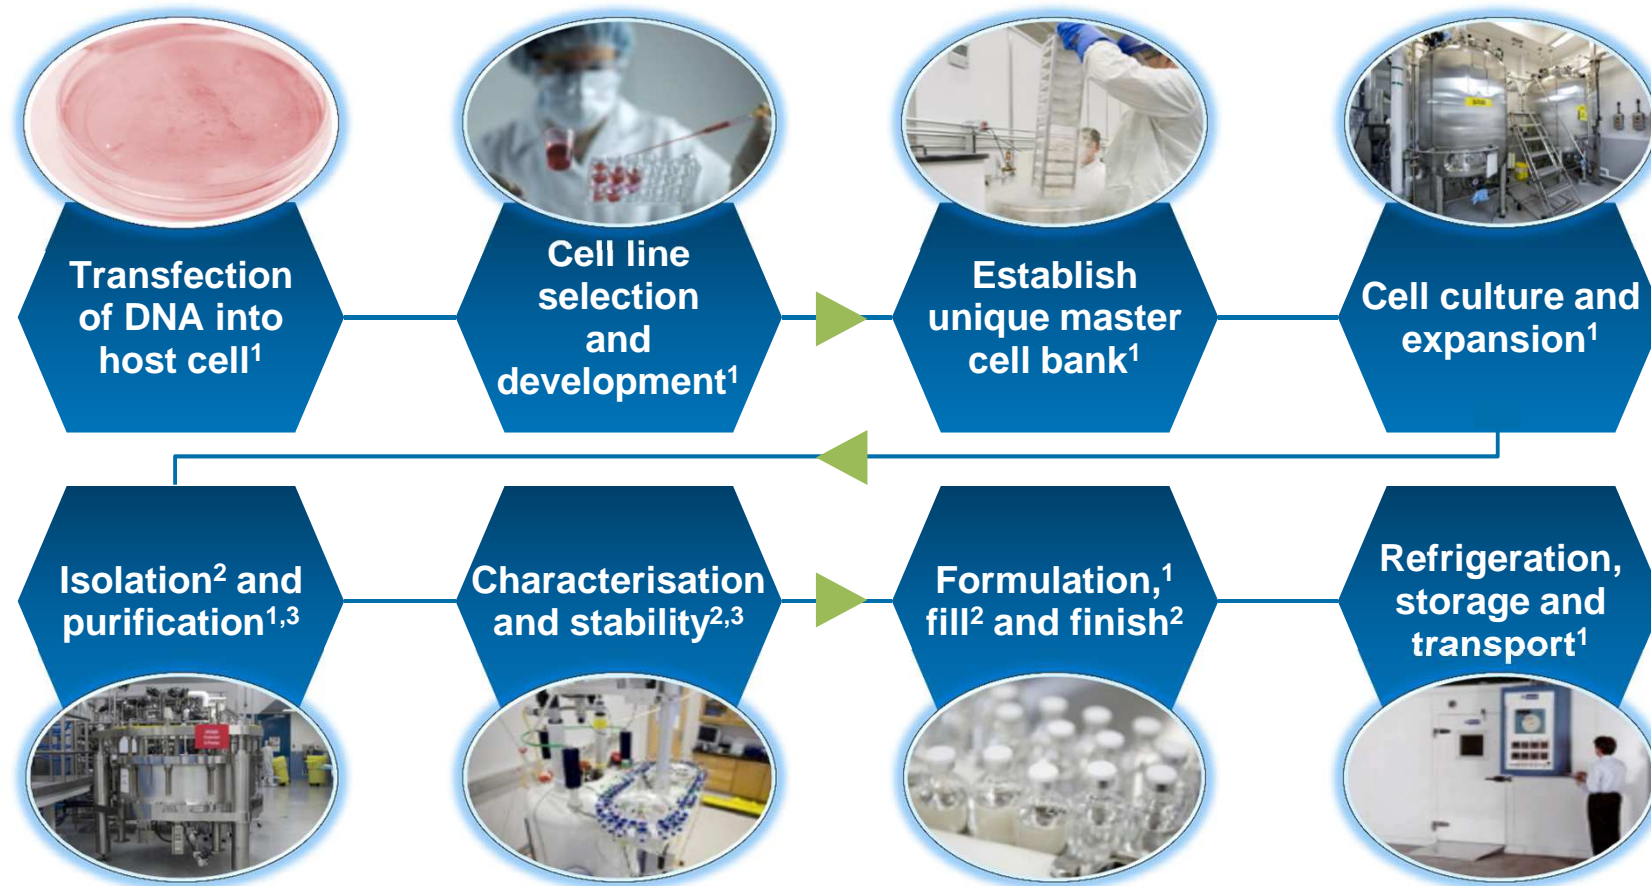 Transfection
of DNA into
host cell¹
Cell line
selection
and
development¹
Establish
unique master
cell bank¹
Cell culture and
expansion¹
Isolation² and
purification¹,³
Characterisation
and stability²,³
Formulation,¹
fill² and finish²
Refrigeration,
storage and
transport¹